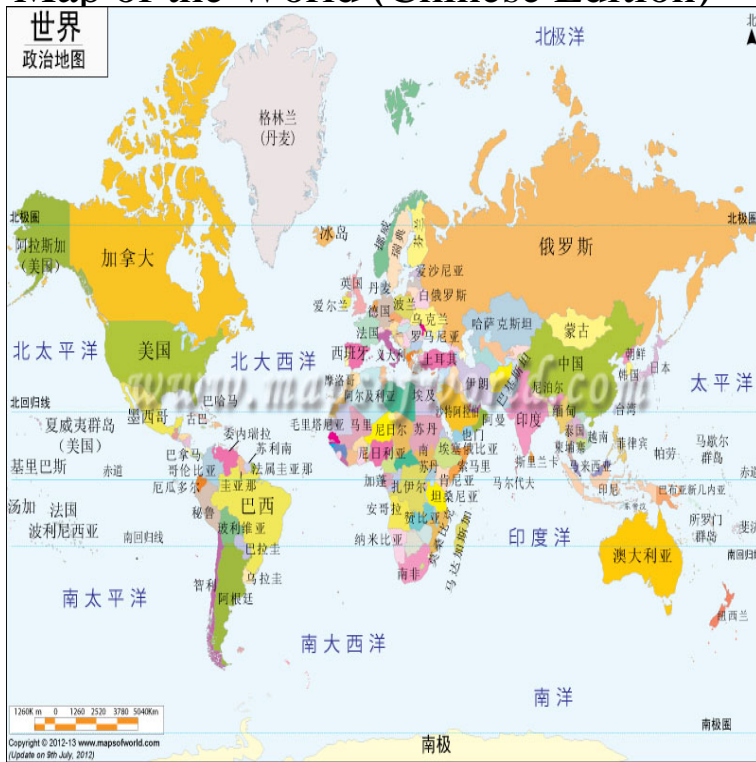 Map of the World (Chinese Edition)
世界
政治地图
北极洋
北
格林兰
(丹麦)
北极圈
北极圈
阿拉斯加
(美国)
加拿大
冰岛
挪威
瑞典
芬兰
俄罗斯
爱沙尼亚
英国
丹麦
白俄罗斯
爱尔兰
德国
波兰
乌克兰
哈萨克斯坦
蒙古
法国
罗马尼亚
北太平洋
美国
北大西洋
西班牙
义大利
土耳其
中国
朝鲜
日本
韩国
太平洋
www.mapsofworld.com
摩洛哥
阿尔及利亚
埃及
伊朗
巴基斯坦
尼泊尔
北回归线
巴哈马
夏威夷群岛
(美国)
墨西哥
古巴
毛里塔尼亚
马里
尼日尔
苏丹
沙特阿拉伯
阿曼
印度
缅甸
台湾
也门
泰国
越南
菲律宾
柬埔寨
帕劳
马歇尔
群岛
委内瑞拉
巴拿马
苏利南
哥伦比亚
法属圭亚那
尼日利亚
南
苏丹
埃塞俄比亚
索马里
斯里兰卡
马来西亚
基里巴斯
赤道
赤道
厄瓜多尔
圭亚那
加蓬
扎伊尔
肯尼亚
马尔代夫
坦桑尼亚
印尼
巴布亚新几内亚
汤加
法国
波利尼西亚
秘鲁
巴西
安哥拉
赞比亚
莫桑比克
马达加斯加
所罗门
群岛
斐济
南回归线
玻利维亚
纳米比亚
印度洋
澳大利亚
南回归线
巴拉圭
南太平洋
智利
乌拉圭
阿根廷
南非
南大西洋
纽西兰
南洋
1260K m 0 1260 2520 3780 5040Km
南极圈
Copyright © 2012-13 www.mapsofworld.com
(Update on 9th July, 2012)
南极